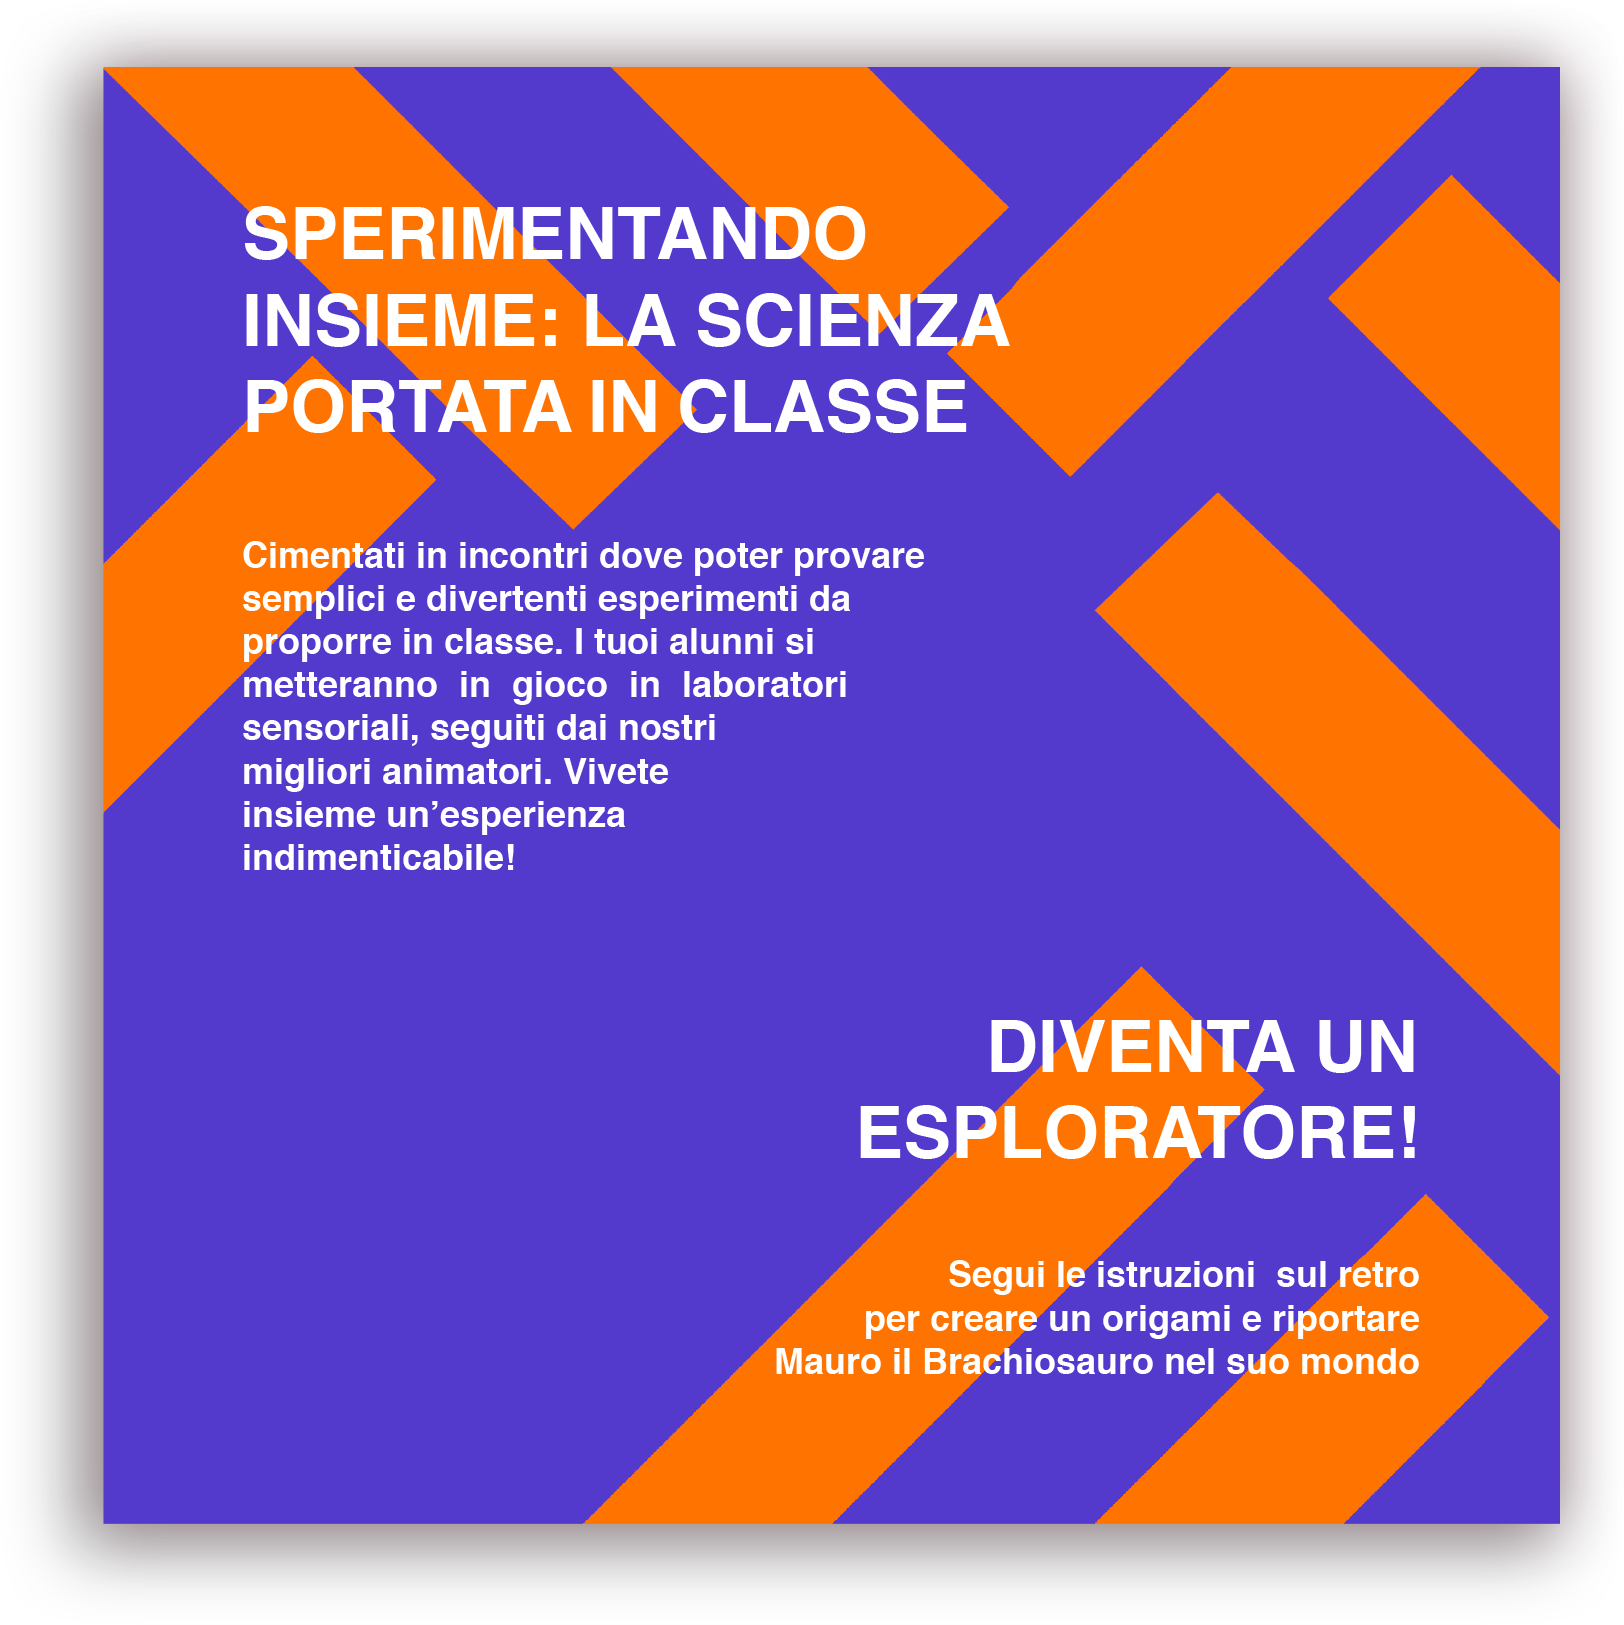 SPERIMENTANDO
INSIEME: LA SCIENZA
PORTATA IN CLASSE
Cimentati in incontri dove poter provare
semplici e divertenti esperimenti da
proporre in classe. I tuoi alunni si
metteranno in gioco in laboratori
sensoriali, seguiti dai nostri
migliori animatori. Vivete
insieme un’esperienza
indimenticabile!
DIVENTA UN
ESPLORATORE!
Segui le istruzioni sul retro
per creare un origami e riportare
Mauro il Brachiosauro nel suo mondo